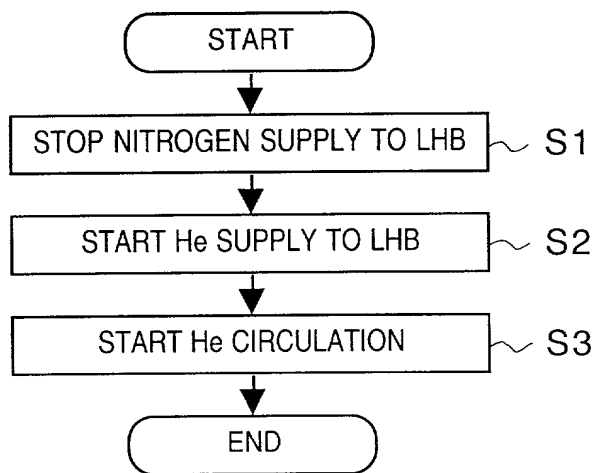 START
STOP NITROGEN SUPPLY TO LHB S1
START He SUPPLY TO LHB S2
START He CIRCULATION S3
END